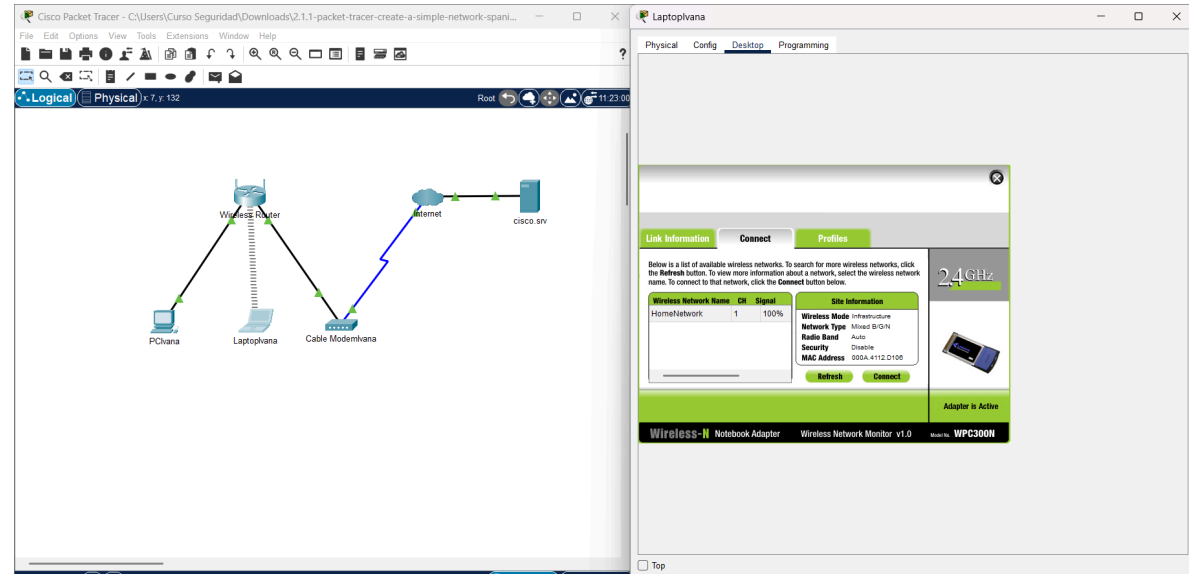 Cisco Packet Tracer - C:\Users\Curso Seguridad\Downloads\2.1.1-packet-tracer-create-a-simple-network-spani...
File Edit Options View Tools Extensions Window Help
?
Logical Physical x: 7, y: 132
Root 11:23:00
Wireless Router
Internet
cisco.srv
PCIvana
LaptopIvana
Cable ModemIvana
LaptopIvana
Physical Config Desktop Programming
Link Information Connect Profiles
Below is a list of available wireless networks. To search for more wireless networks, click
the Refresh button. To view more information about a network, select the wireless network
name. To connect to that network, click the Connect button below.
2.4GHz
Wireless Network Name CH Signal
HomeNetwork 1 100%
Site Information
Wireless Mode Infrastructure
Network Type Mixed B/G/N
Radio Band Auto
Security Disable
MAC Address 000A.4112.D106
Refresh Connect
Adapter is Active
Wireless-N Notebook Adapter Wireless Network Monitor v1.0 Model No. WPC300N
Top